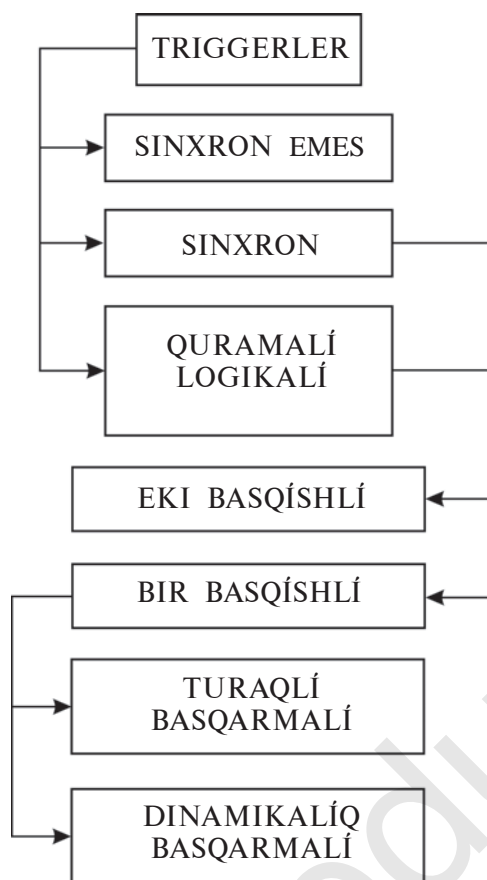 TRIGGERLER
SINXRON EMES
SINXRON
QURAMALÍ
LOGIKALÍ
EKI BASQÍSHLÍ
BIR BASQÍSHLÍ
TURAQLÍ
BASQARMALÍ
DINAMIKALÍQ
BASQARMALÍ